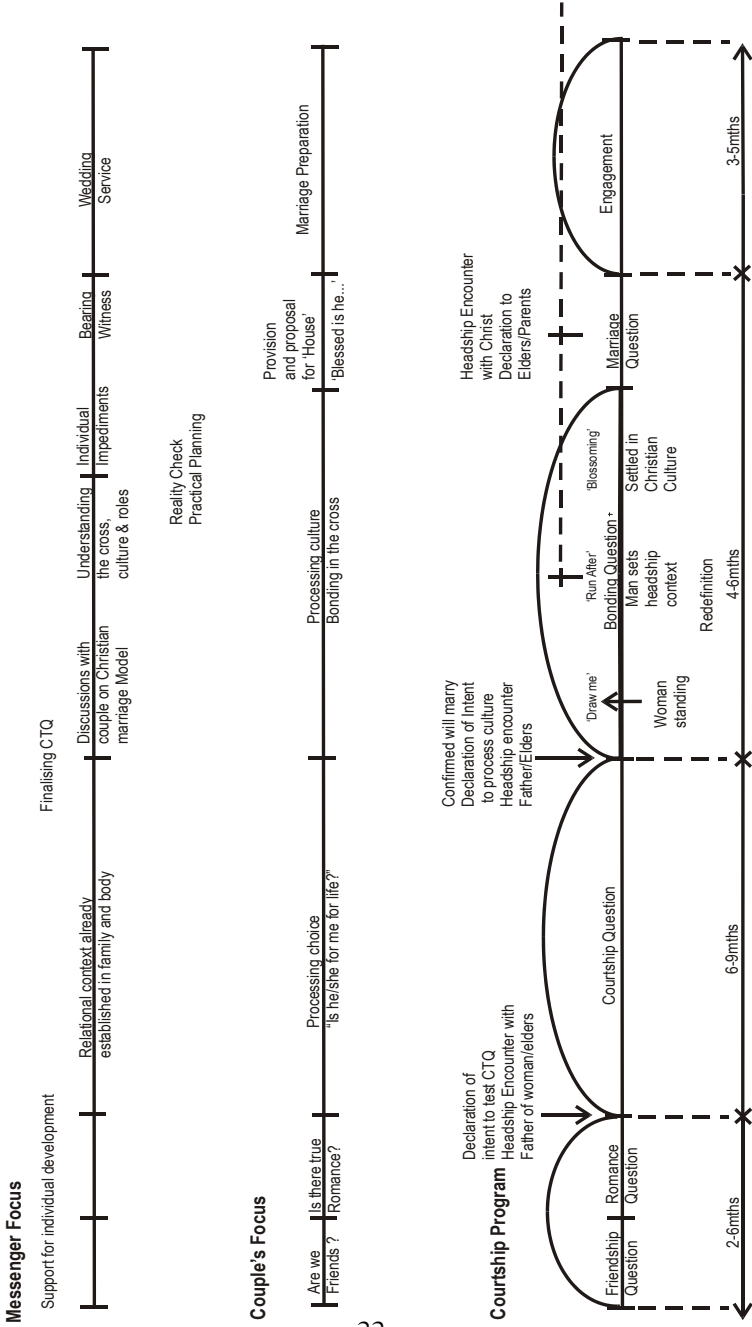 Messenger Focus
Support for individual development
Relational context already
established in family and body
Finalising CTQ
Discussions with
couple on Christian
marriage Model
Understanding
the cross,
culture & roles
Individual
Impediments
Bearing
Witness
Wedding
Service
Reality Check
Practical Planning
Couple's Focus
Are we
Friends ?
Is there true
Romance?
Processing choice
"Is he/she for me for life?"
Processing culture
Bonding in the cross
Provision
and proposal
for 'House'
'Blessed is he...'
Marriage Preparation
Courtship Program
Declaration of
intent to test CTQ
Headship Encounter with
Father of woman/elders
Confirmed will marry
Declaration of Intent
to process culture
Headship encounter
Father/Elders
Headship Encounter
with Christ
Declaration to
Elders/Parents
Friendship
Question
Romance
Question
Courtship Question
'Draw me'
Woman
standing
'Run After'
Bonding Question +
Man sets
headship
context
'Blossoming'
Settled in
Christian
Culture
Redefinition
Marriage
Question
Engagement
2-6mths
6-9mths
4-6mths
3-5mths